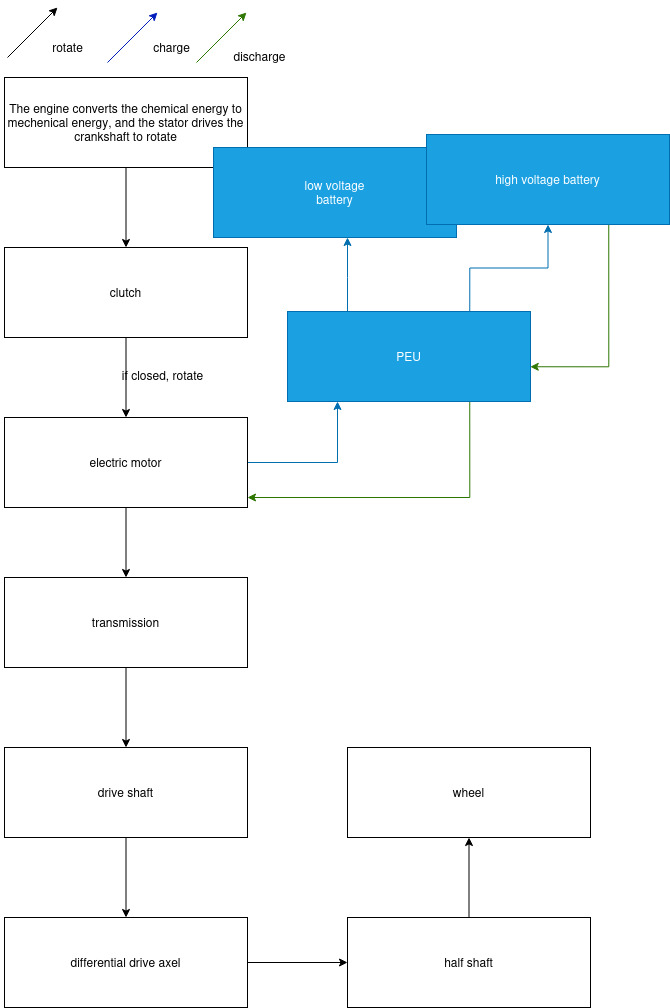 rotate
charge
discharge
The engine converts the chemical energy to
mechenical energy, and the stator drives the
crankshaft to rotate
low voltage
battery
high voltage battery
clutch
PEU
if closed, rotate
electric motor
transmission
drive shaft
wheel
differential drive axel
half shaft